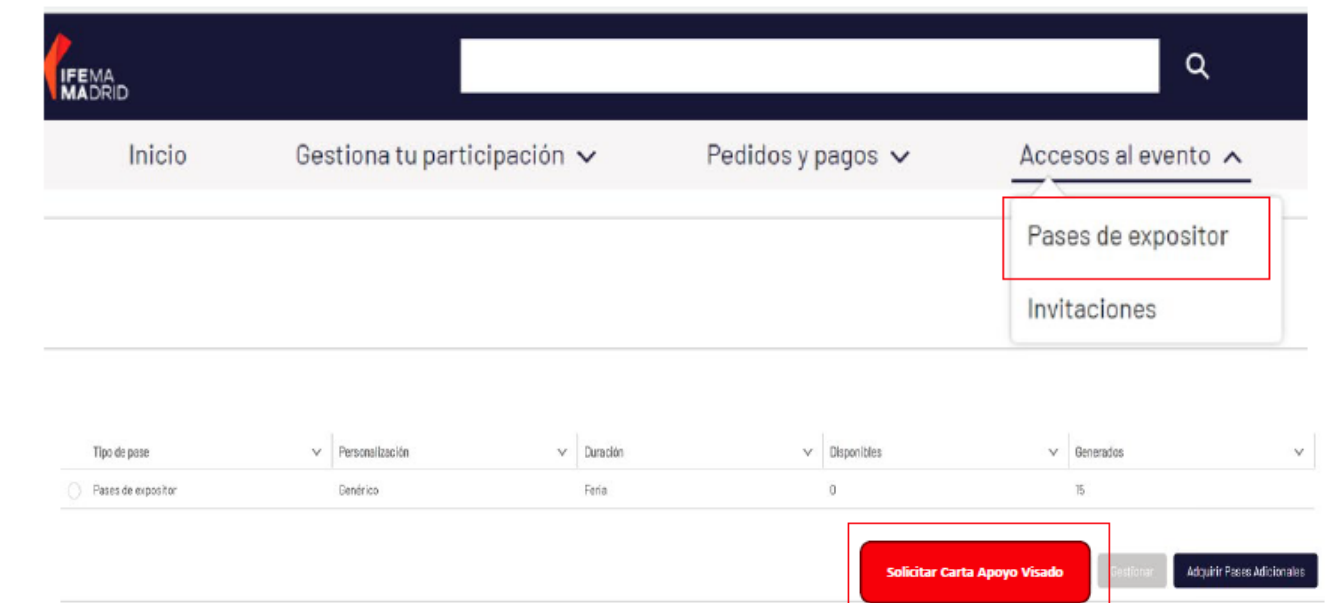 IFEMA
MADRID
Inicio Gestiona tu participación Pedidos y pagos Accesos al evento
Pases de expositor
Invitaciones
Tipo de pase Personalización Duración Disponibles Generados
Pases de expositor Genérico Feria 0 15
Solicitar Carta Apoyo Visado Gestionar Adquirir Pases Adicionales